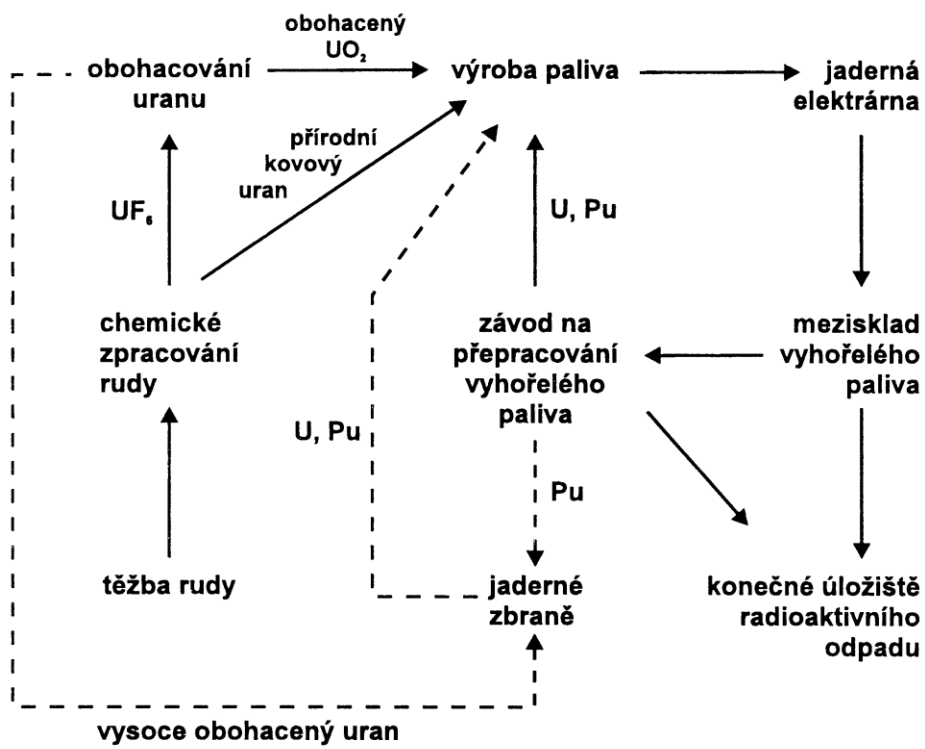 obohacený
UO₂
obohacování
uranu
výroba paliva
jaderná
elektrárna
přírodní
kovový
uran
UF₆
U, Pu
chemické
zpracování
rudy
závod na
přepracování
vyhořelého
paliva
mezisklad
vyhořelého
paliva
U, Pu
Pu
těžba rudy
jaderné
zbraně
konečné úložiště
radioaktivního
odpadu
vysoce obohacený uran